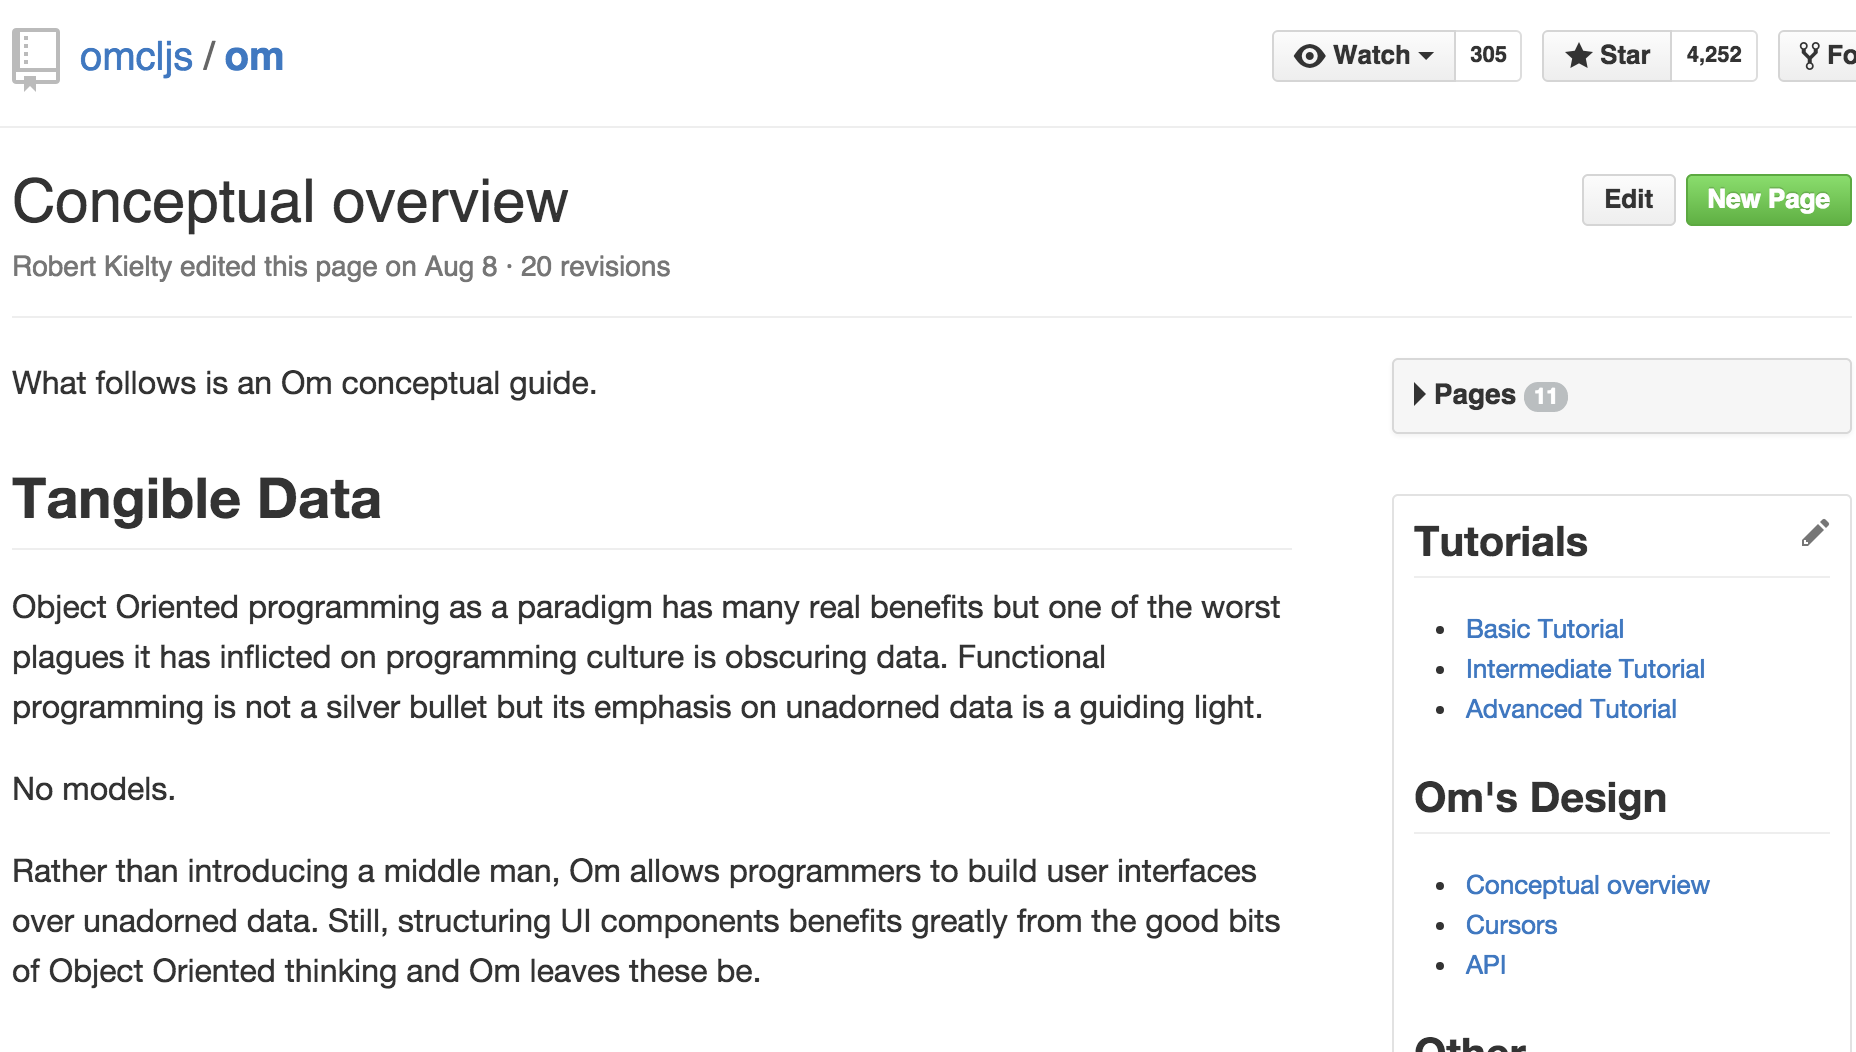 omcljs / om
Watch 305 Star 4,252 Fo
Conceptual overview
Edit New Page
Robert Kielty edited this page on Aug 8 · 20 revisions
What follows is an Om conceptual guide.
Tangible Data
Object Oriented programming as a paradigm has many real benefits but one of the worst
plagues it has inflicted on programming culture is obscuring data. Functional
programming is not a silver bullet but its emphasis on unadorned data is a guiding light.
No models.
Rather than introducing a middle man, Om allows programmers to build user interfaces
over unadorned data. Still, structuring UI components benefits greatly from the good bits
of Object Oriented thinking and Om leaves these be.
Pages 11
Tutorials
Basic Tutorial
Intermediate Tutorial
Advanced Tutorial
Om's Design
Conceptual overview
Cursors
API
Other